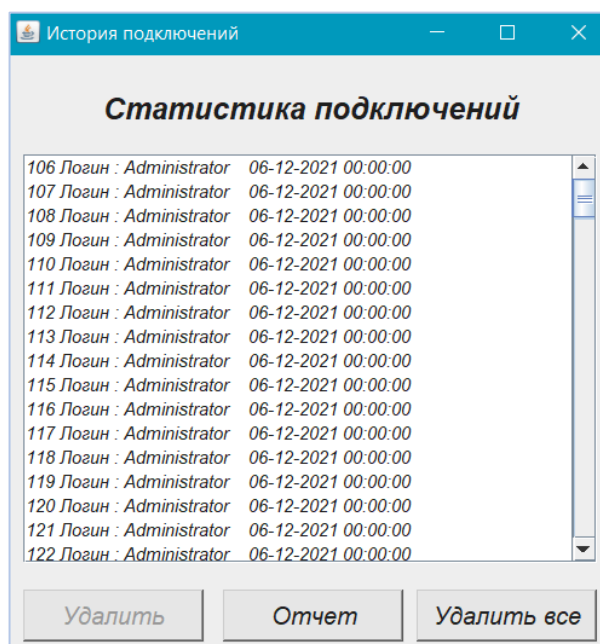 История подключений
Статистика подключений
106 Логин : Administrator 06-12-2021 00:00:00
107 Логин : Administrator 06-12-2021 00:00:00
108 Логин : Administrator 06-12-2021 00:00:00
109 Логин : Administrator 06-12-2021 00:00:00
110 Логин : Administrator 06-12-2021 00:00:00
111 Логин : Administrator 06-12-2021 00:00:00
112 Логин : Administrator 06-12-2021 00:00:00
113 Логин : Administrator 06-12-2021 00:00:00
114 Логин : Administrator 06-12-2021 00:00:00
115 Логин : Administrator 06-12-2021 00:00:00
116 Логин : Administrator 06-12-2021 00:00:00
117 Логин : Administrator 06-12-2021 00:00:00
118 Логин : Administrator 06-12-2021 00:00:00
119 Логин : Administrator 06-12-2021 00:00:00
120 Логин : Administrator 06-12-2021 00:00:00
121 Логин : Administrator 06-12-2021 00:00:00
122 Логин : Administrator 06-12-2021 00:00:00
Удалить Отчет Удалить все